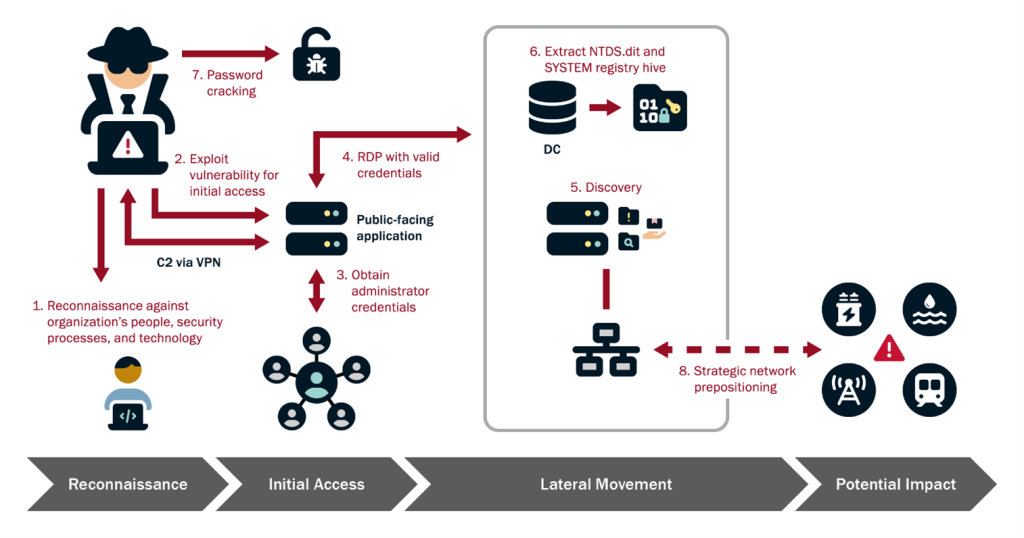 7. Password
cracking
2. Exploit
vulnerability for
initial access
C2 via VPN
1. Reconnaissance against
organization's people, security
processes, and technology
</>
4. RDP with valid
credentials
Public-facing
application
3. Obtain
administrator
credentials
6. Extract NTDS.dit and
SYSTEM registry hive
01
10
DC
5. Discovery
8. Strategic network
prepositioning
Reconnaissance
Initial Access
Lateral Movement
Potential Impact